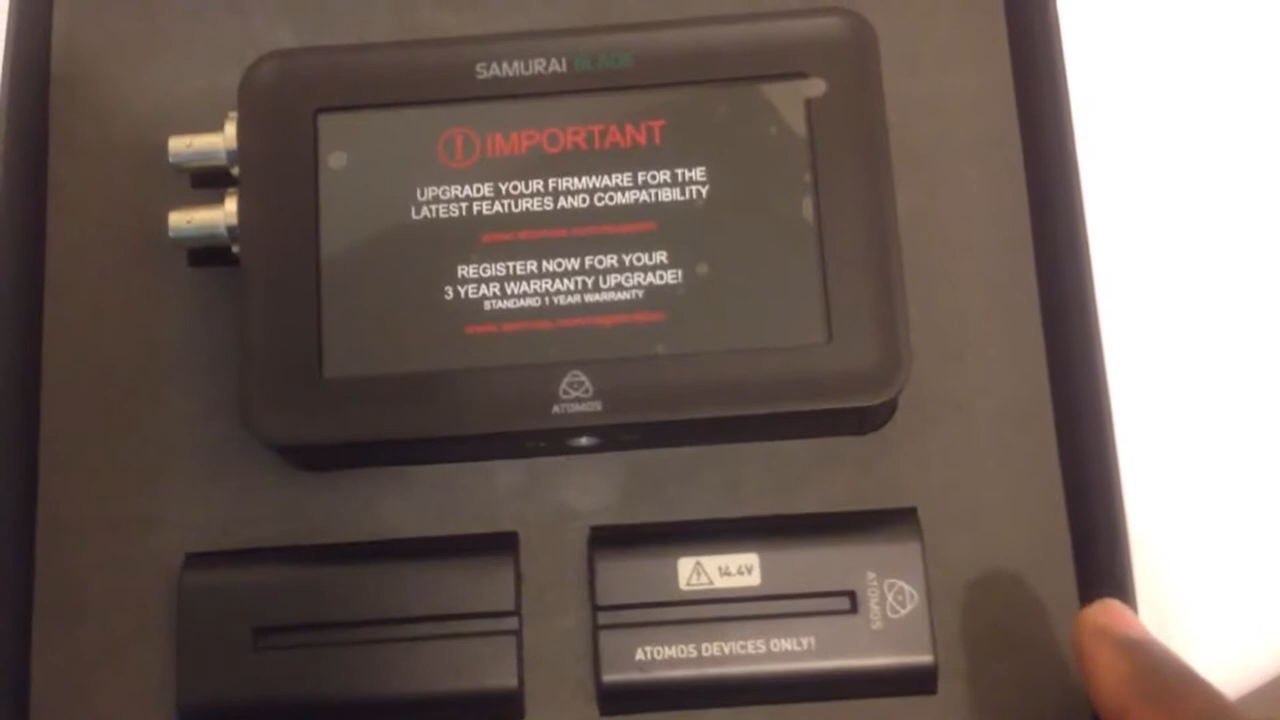 SAMURAI BLADE
! IMPORTANT
UPGRADE YOUR FIRMWARE FOR THE
LATEST FEATURES AND COMPATIBILITY
REGISTER NOW FOR YOUR
3 YEAR WARRANTY UPGRADE!
STANDARD 1 YEAR WARRANTY
ATOMOS
14.4V
ATOMOS
ATOMOS DEVICES ONLY!